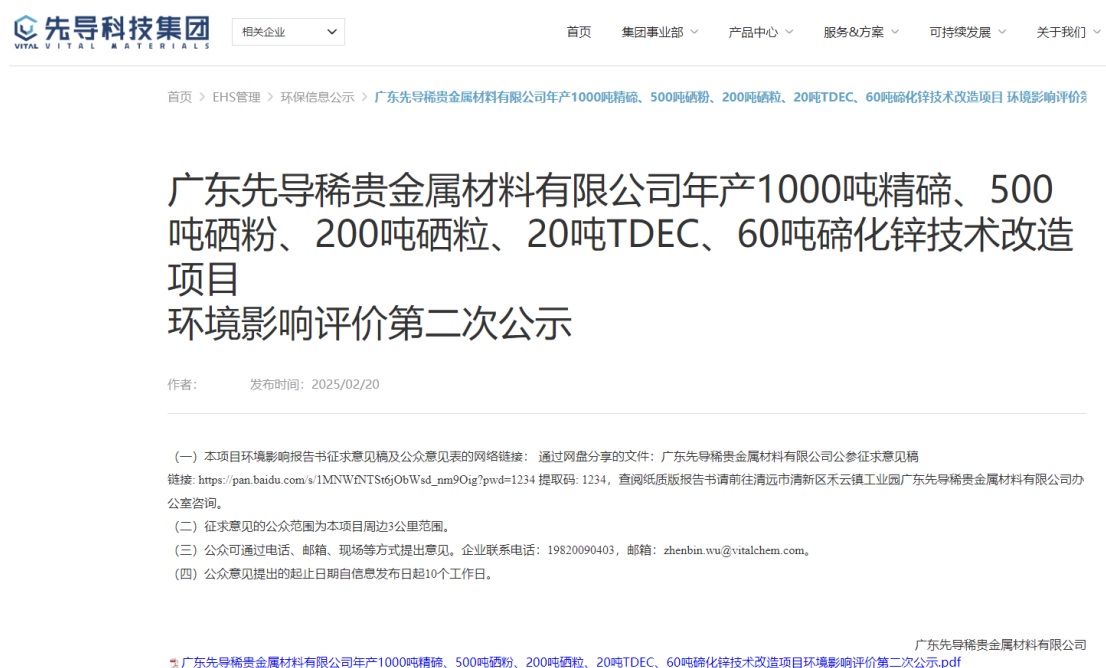 先导科技集团
VITAL VITAL MATERIALS
相关企业
首页 集团事业部 产品中心 服务&方案 可持续发展 关于我们
首页 > EHS管理 > 环保信息公示 > 广东先导稀贵金属材料有限公司年产1000吨精碲、500吨硒粉、200吨硒粒、20吨TDEC、60吨碲化锌技术改造项目 环境影响评价第
广东先导稀贵金属材料有限公司年产1000吨精碲、500
吨硒粉、200吨硒粒、20吨TDEC、60吨碲化锌技术改造
项目
环境影响评价第二次公示
作者： 发布时间：2025/02/20
（一）本项目环境影响报告书征求意见稿及公众意见表的网络链接： 通过网盘分享的文件：广东先导稀贵金属材料有限公司公参征求意见稿
链接: https://pan.baidu.com/s/1MNWfNTSt6jObWsd_nm9Oig?pwd=1234 提取码: 1234，查阅纸质版报告书请前往清远市清新区禾云镇工业园广东先导稀贵金属材料有限公司办
公室咨询。
（二）征求意见的公众范围为本项目周边3公里范围。
（三）公众可通过电话、邮箱、现场等方式提出意见。企业联系电话：19820090403，邮箱：zhenbin.wu@vitalchem.com。
（四）公众意见提出的起止日期自信息发布日起10个工作日。
广东先导稀贵金属材料有限公司
广东先导稀贵金属材料有限公司年产1000吨精碲、500吨硒粉、200吨硒粒、20吨TDEC、60吨碲化锌技术改造项目环境影响评价第二次公示.pdf